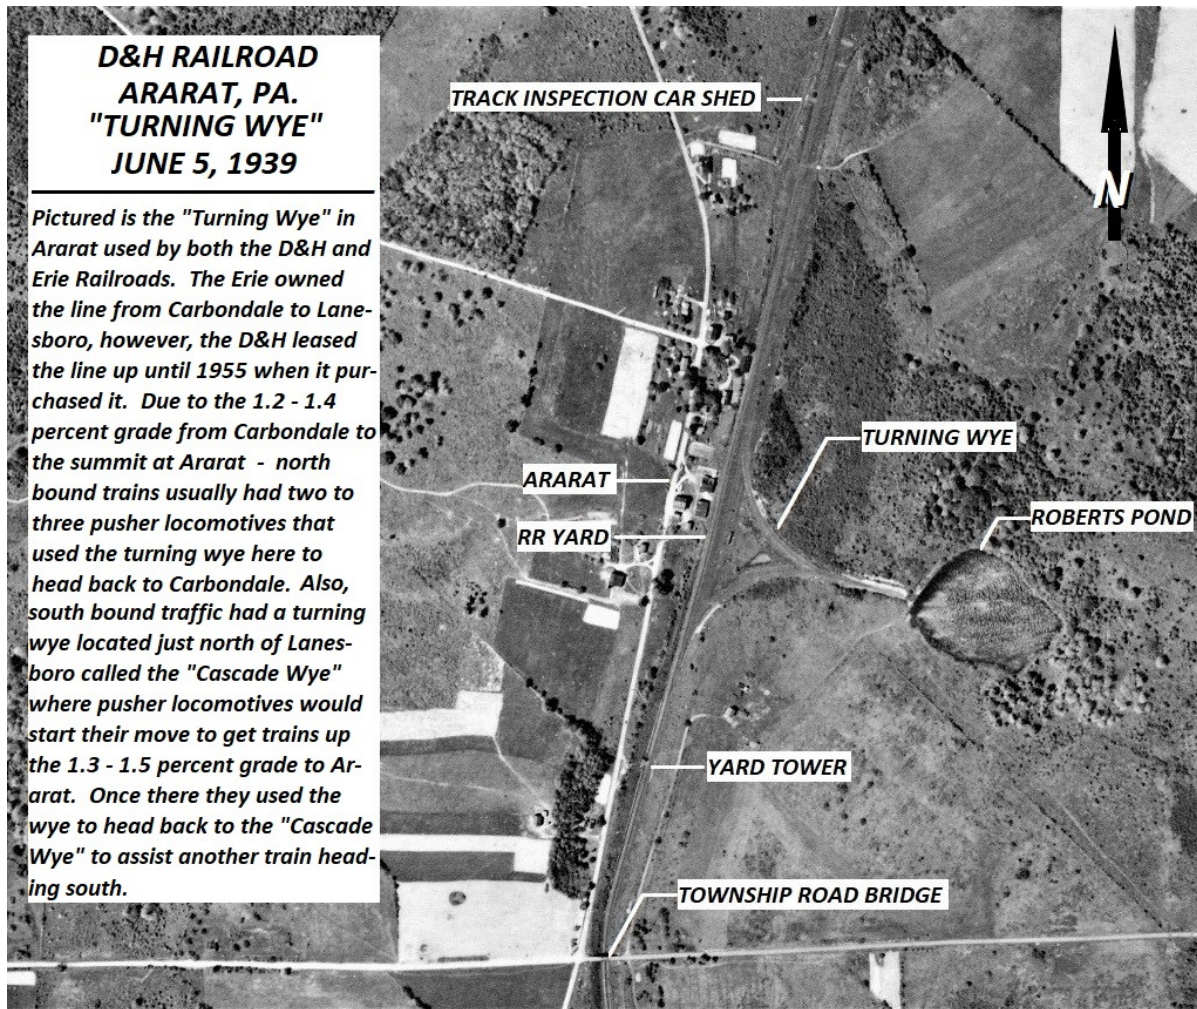 D&H RAILROAD
ARARAT, PA.
"TURNING WYE"
JUNE 5, 1939
Pictured is the "Turning Wye" in
Ararat used by both the D&H and
Erie Railroads. The Erie owned
the line from Carbondale to Lane-
sboro, however, the D&H leased
the line up until 1955 when it pur-
chased it. Due to the 1.2 - 1.4
percent grade from Carbondale to
the summit at Ararat - north
bound trains usually had two to
three pusher locomotives that
used the turning wye here to
head back to Carbondale. Also,
south bound traffic had a turning
wye located just north of Lanes-
boro called the "Cascade Wye"
where pusher locomotives would
start their move to get trains up
the 1.3 - 1.5 percent grade to Ar-
arat. Once there they used the
wye to head back to the "Cascade
Wye" to assist another train head-
ing south.
TRACK INSPECTION CAR SHED
N
TURNING WYE
ARARAT
ROBERTS POND
RR YARD
YARD TOWER
TOWNSHIP ROAD BRIDGE